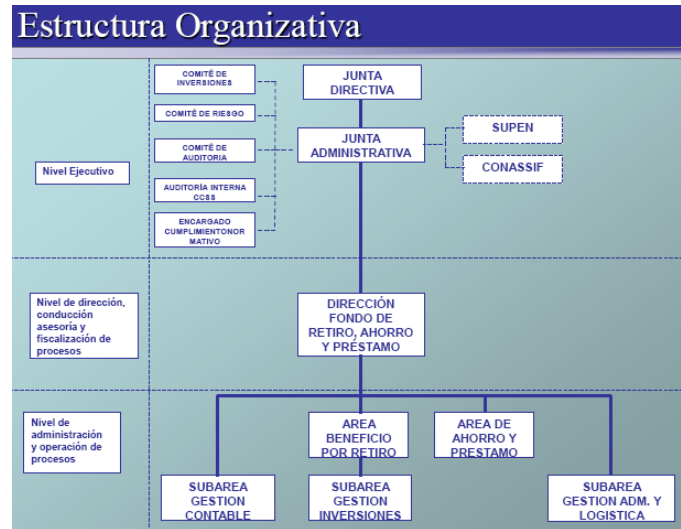 Estructura Organizativa
COMITÉ DE
INVERSIONES
COMITÉ DE RIESGO
COMITÉ DE
AUDITORIA
AUDITORÍA INTERNA
CCSS
ENCARGADO
CUMPLIMIENTONOR
MATIVO
JUNTA
DIRECTIVA
JUNTA
ADMINISTRATIVA
SUPEN
CONASSIF
Nivel Ejecutivo
Nivel de dirección,
conducción
asesoría y
fiscalización de
procesos
DIRECCIÓN
FONDO DE
RETIRO, AHORRO
Y PRÉSTAMO
Nivel de
administración
y operación de
procesos
AREA
BENEFICIO
POR RETIRO
AREA DE
AHORRO Y
PRESTAMO
SUBAREA
GESTION
CONTABLE
SUBAREA
GESTION
INVERSIONES
SUBAREA
GESTION ADM. Y
LOGISTICA